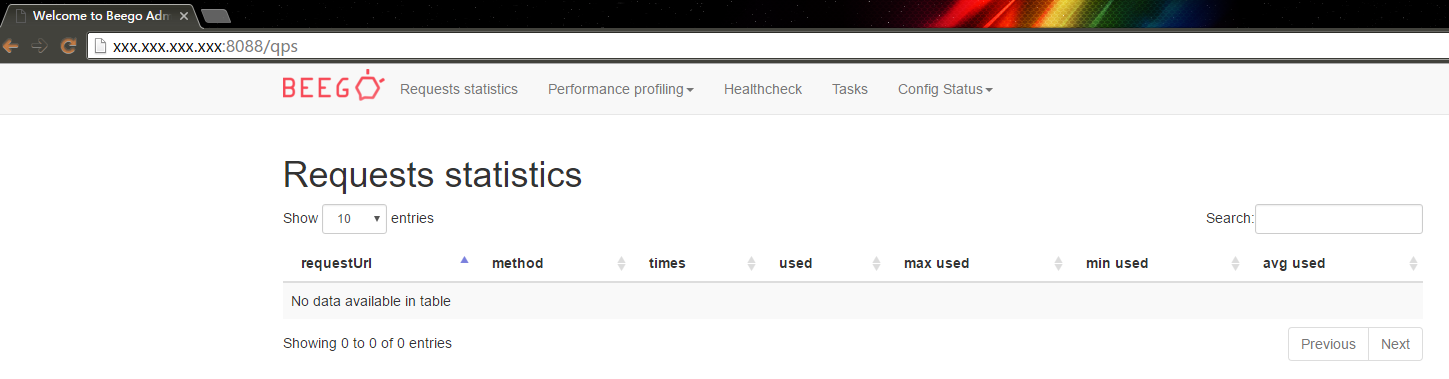 Welcome to Beego Adm
xxx.xxx.xxx.xxx:8088/qps
BEEGO Requests statistics Performance profiling Healthcheck Tasks Config Status
Requests statistics
Show 10 entries Search:
requestUrl method times used max used min used avg used
No data available in table
Showing 0 to 0 of 0 entries Previous Next